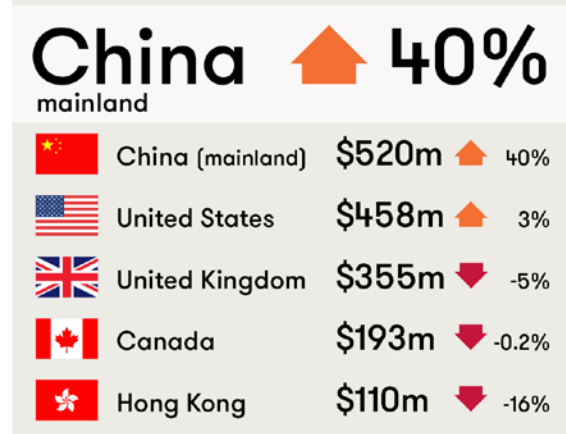 China 40%
mainland
China (mainland) $520m 40%
United States $458m 3%
United Kingdom $355m -5%
Canada $193m -0.2%
Hong Kong $110m -16%